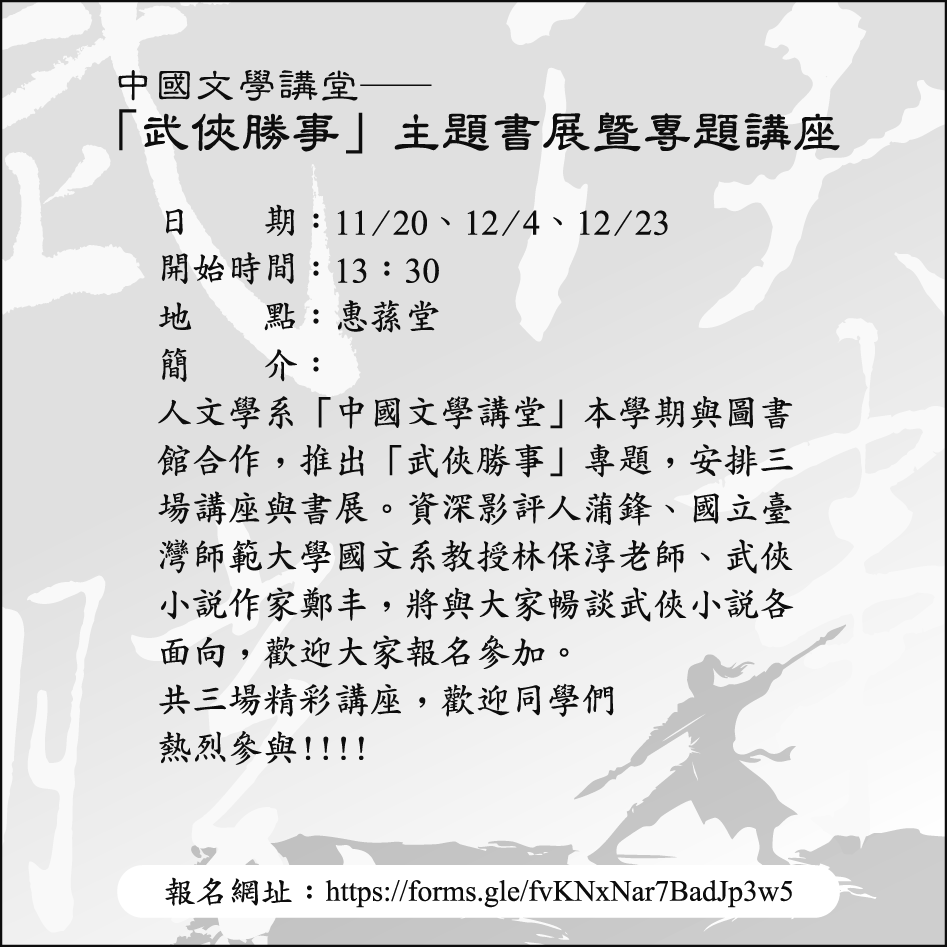 中國文學講堂——
「武俠勝事」主題書展暨專題講座
日　　期：11/20、12/4、12/23
開始時間：13：30
地　　點：惠蓀堂
簡　　介：
人文學系「中國文學講堂」本學期與圖書
館合作，推出「武俠勝事」專題，安排三
場講座與書展。資深影評人蒲鋒、國立臺
灣師範大學國文系教授林保淳老師、武俠
小說作家鄭丰，將與大家暢談武俠小說各
面向，歡迎大家報名參加。
共三場精彩講座，歡迎同學們
熱烈參與!!!!
報名網址：https://forms.gle/fvKNxNar7BadJp3w5